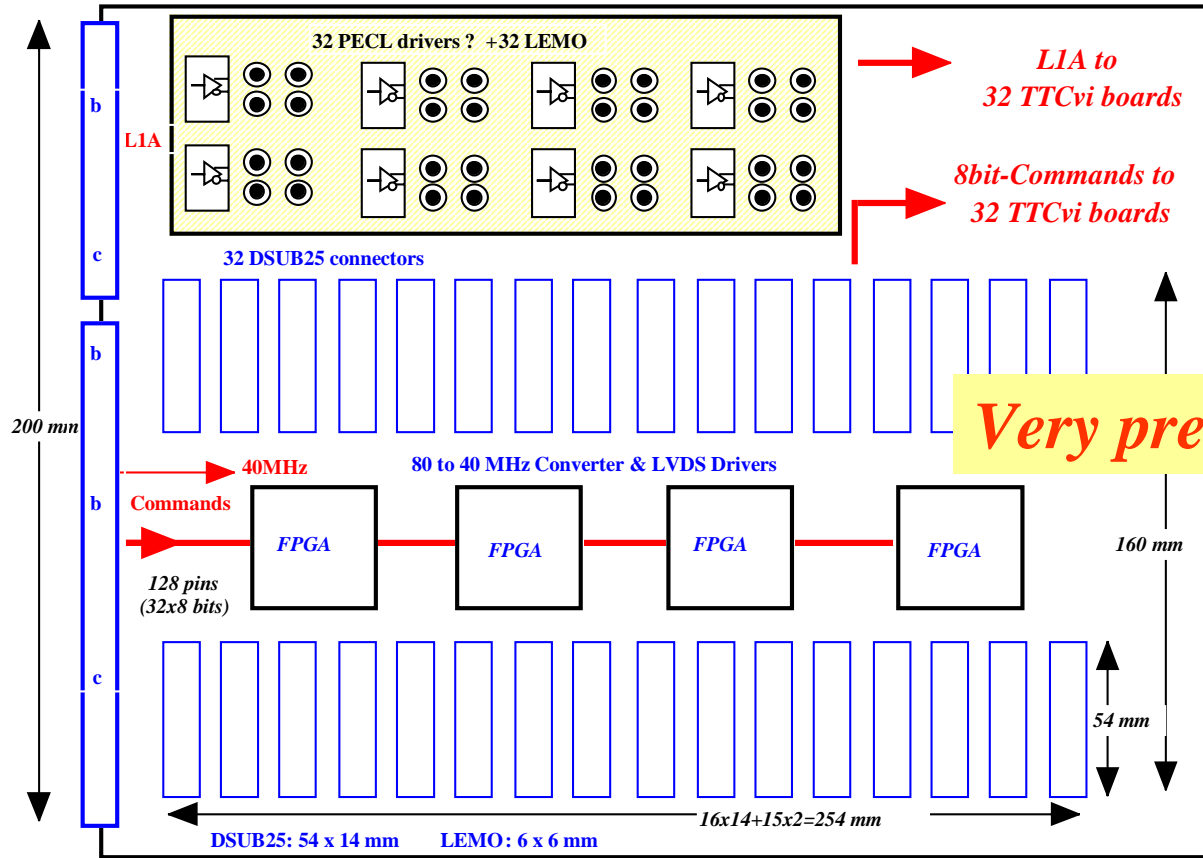 32 PECL drivers ? +32 LEMO
b
L1A
c
L1A to
32 TTCvi boards
8bit-Commands to
32 TTCvi boards
32 DSUB25 connectors
b
200 mm
Very pre
40MHz
80 to 40 MHz Converter & LVDS Drivers
b
Commands
FPGA
FPGA
FPGA
FPGA
160 mm
128 pins
(32x8 bits)
c
54 mm
16x14+15x2=254 mm
DSUB25: 54 x 14 mm
LEMO: 6 x 6 mm